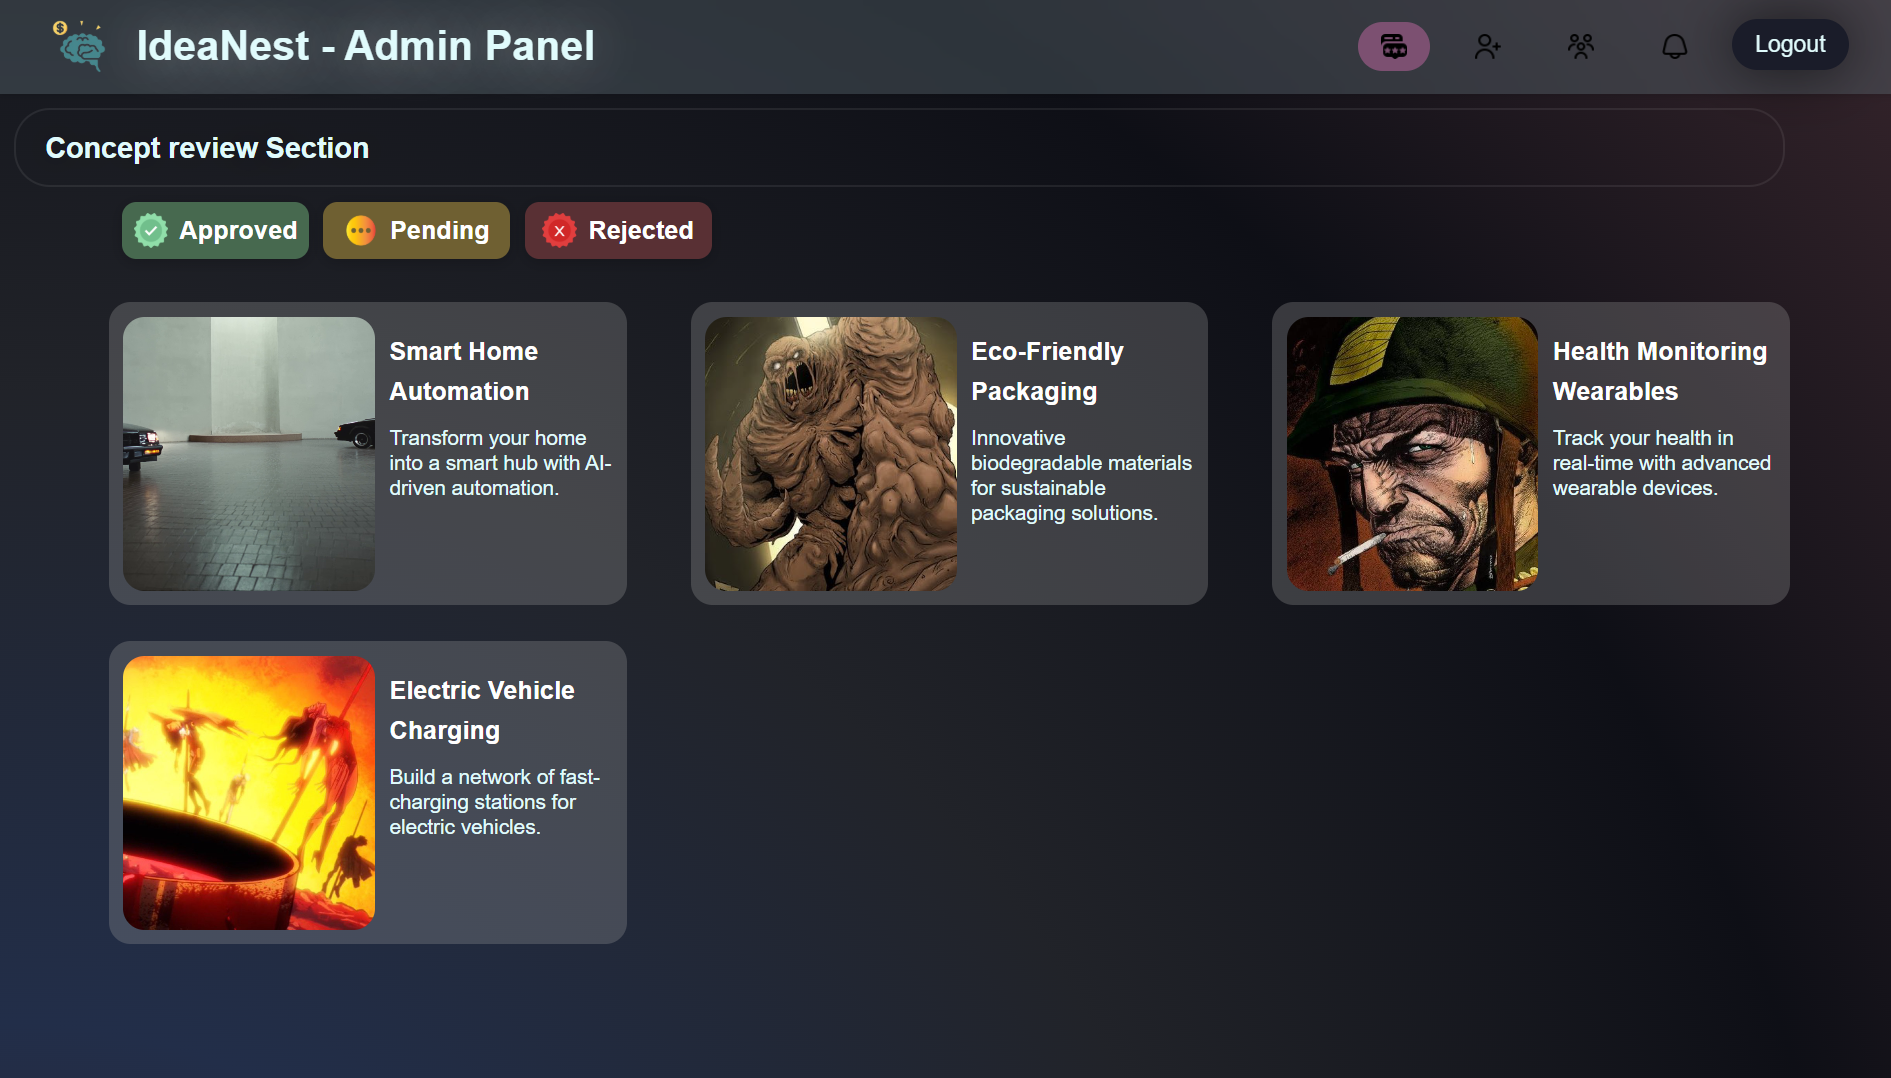 IdeaNest - Admin Panel
Logout
Concept review Section
Approved
Pending
Rejected
Smart Home
Automation
Transform your home
into a smart hub with AI-
driven automation.
Eco-Friendly
Packaging
Innovative
biodegradable materials
for sustainable
packaging solutions.
Health Monitoring
Wearables
Track your health in
real-time with advanced
wearable devices.
Electric Vehicle
Charging
Build a network of fast-
charging stations for
electric vehicles.